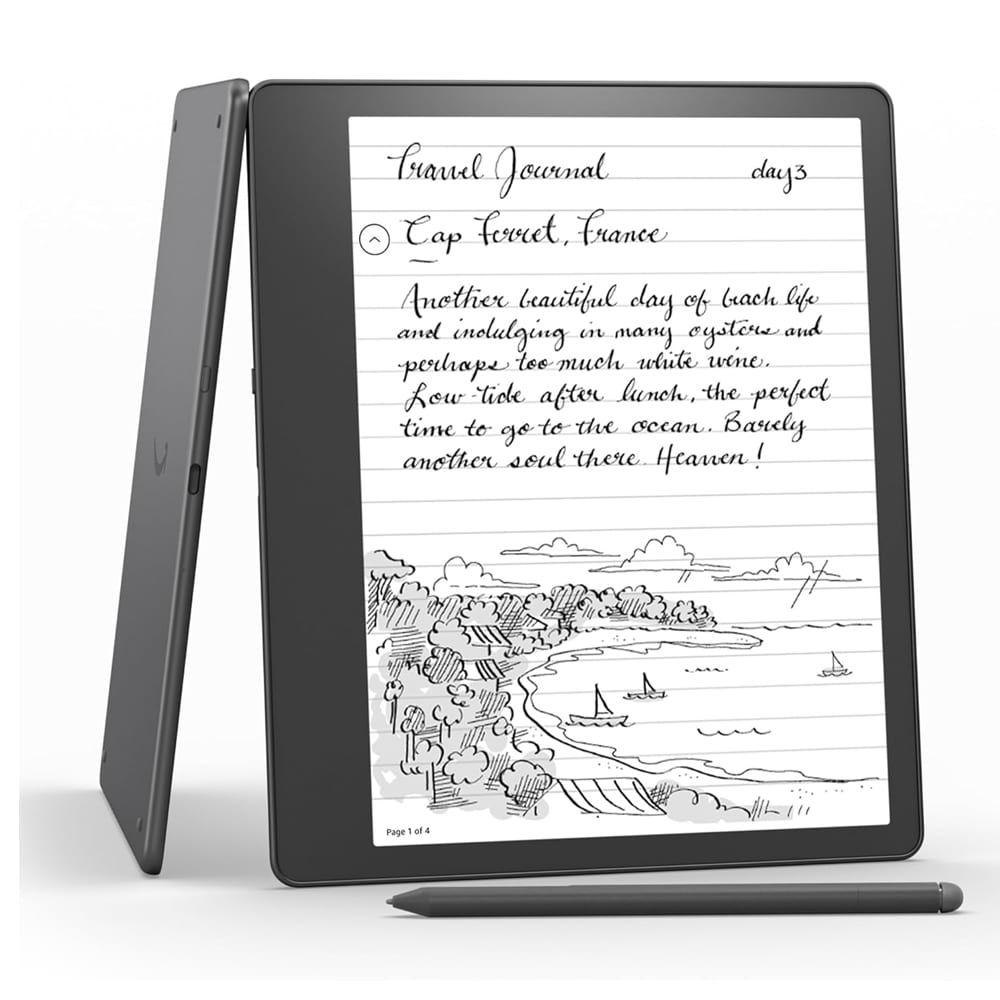 Travel Journal day 3
Cap Ferret, France
Another beautiful day of beach life
and indulging in many oysters and
perhaps too much white wine.
Low-tide after lunch, the perfect
time to go to the ocean. Barely
another soul there. Heaven!
Page 1 of 4